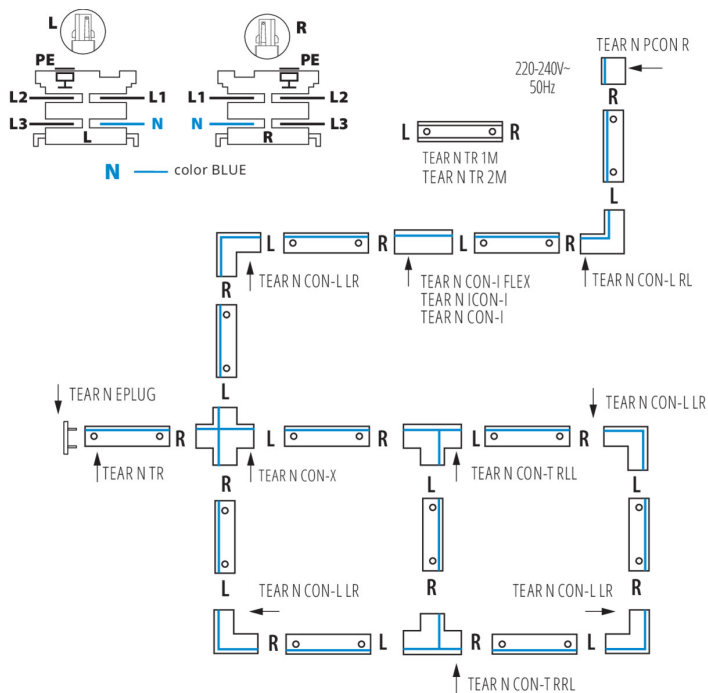 L
R
PE
PE
L2
L1
L1
L2
L3
N
N
L3
L
R
N
color BLUE
TEAR N PCON R
220-240V~
50Hz
R
L
R
TEAR N TR 1M
TEAR N TR 2M
L
L
R
L
R
TEAR N CON-L LR
TEAR N CON-I FLEX
TEAR N ICON-I
TEAR N CON-I
TEAR N CON-L RL
R
L
TEAR N EPLUG
TEAR N CON-L LR
R
L
R
L
R
TEAR N TR
TEAR N CON-X
TEAR N CON-T RLL
R
L
L
L
R
R
TEAR N CON-L LR
TEAR N CON-L LR
R
L
R
L
TEAR N CON-T RRL